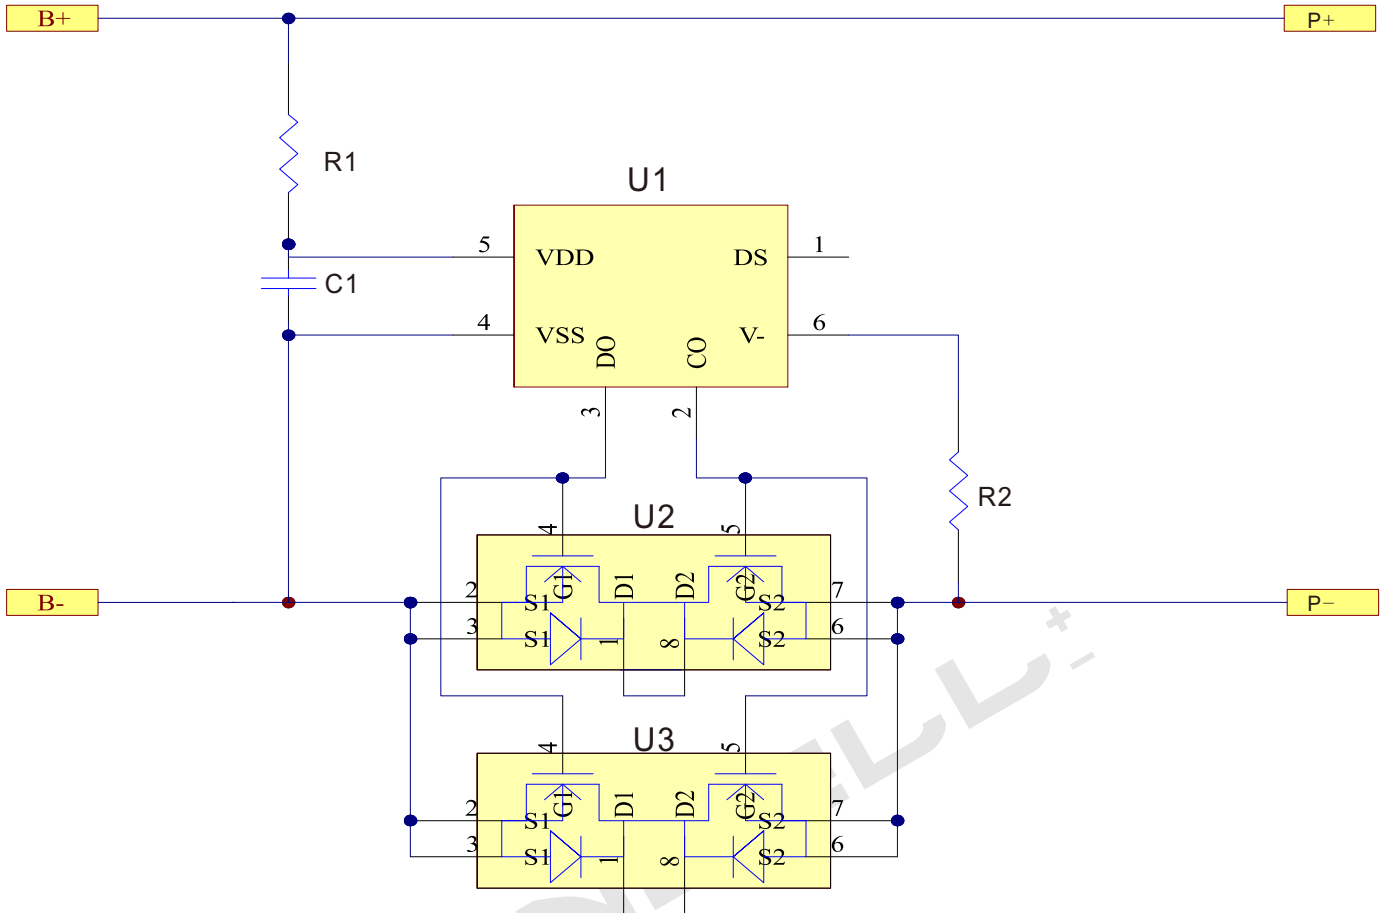 B+
P+
R1
U1
5 VDD DS 1
C1
4 VSS DO CO V- 6
3 2
R2
U2
4 5
G1 D1 D2 G2
B- 2 S1 S2 7 P−
3 S1 1 8 S2 6
U3
4 5
G1 D1 D2 G2
2 S1 S2 7
3 S1 1 8 S2 6